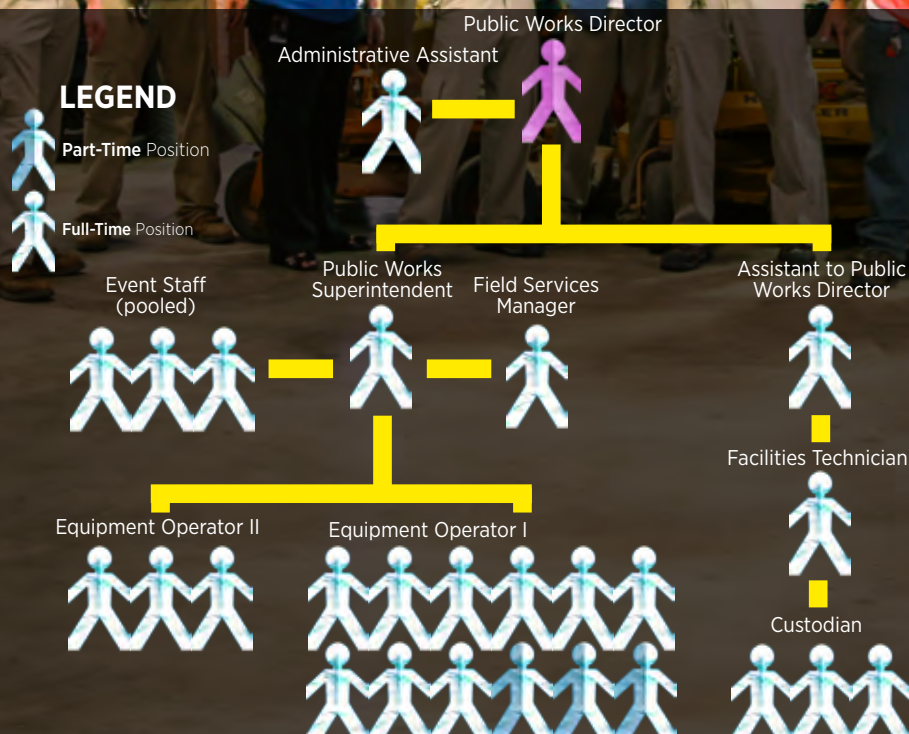 Public Works Director
Administrative Assistant
LEGEND
Part-Time Position
Full-Time Position
Event Staff
(pooled)
Public Works
Superintendent
Field Services
Manager
Assistant to Public
Works Director
Facilities Technician
Equipment Operator II
Equipment Operator I
Custodian